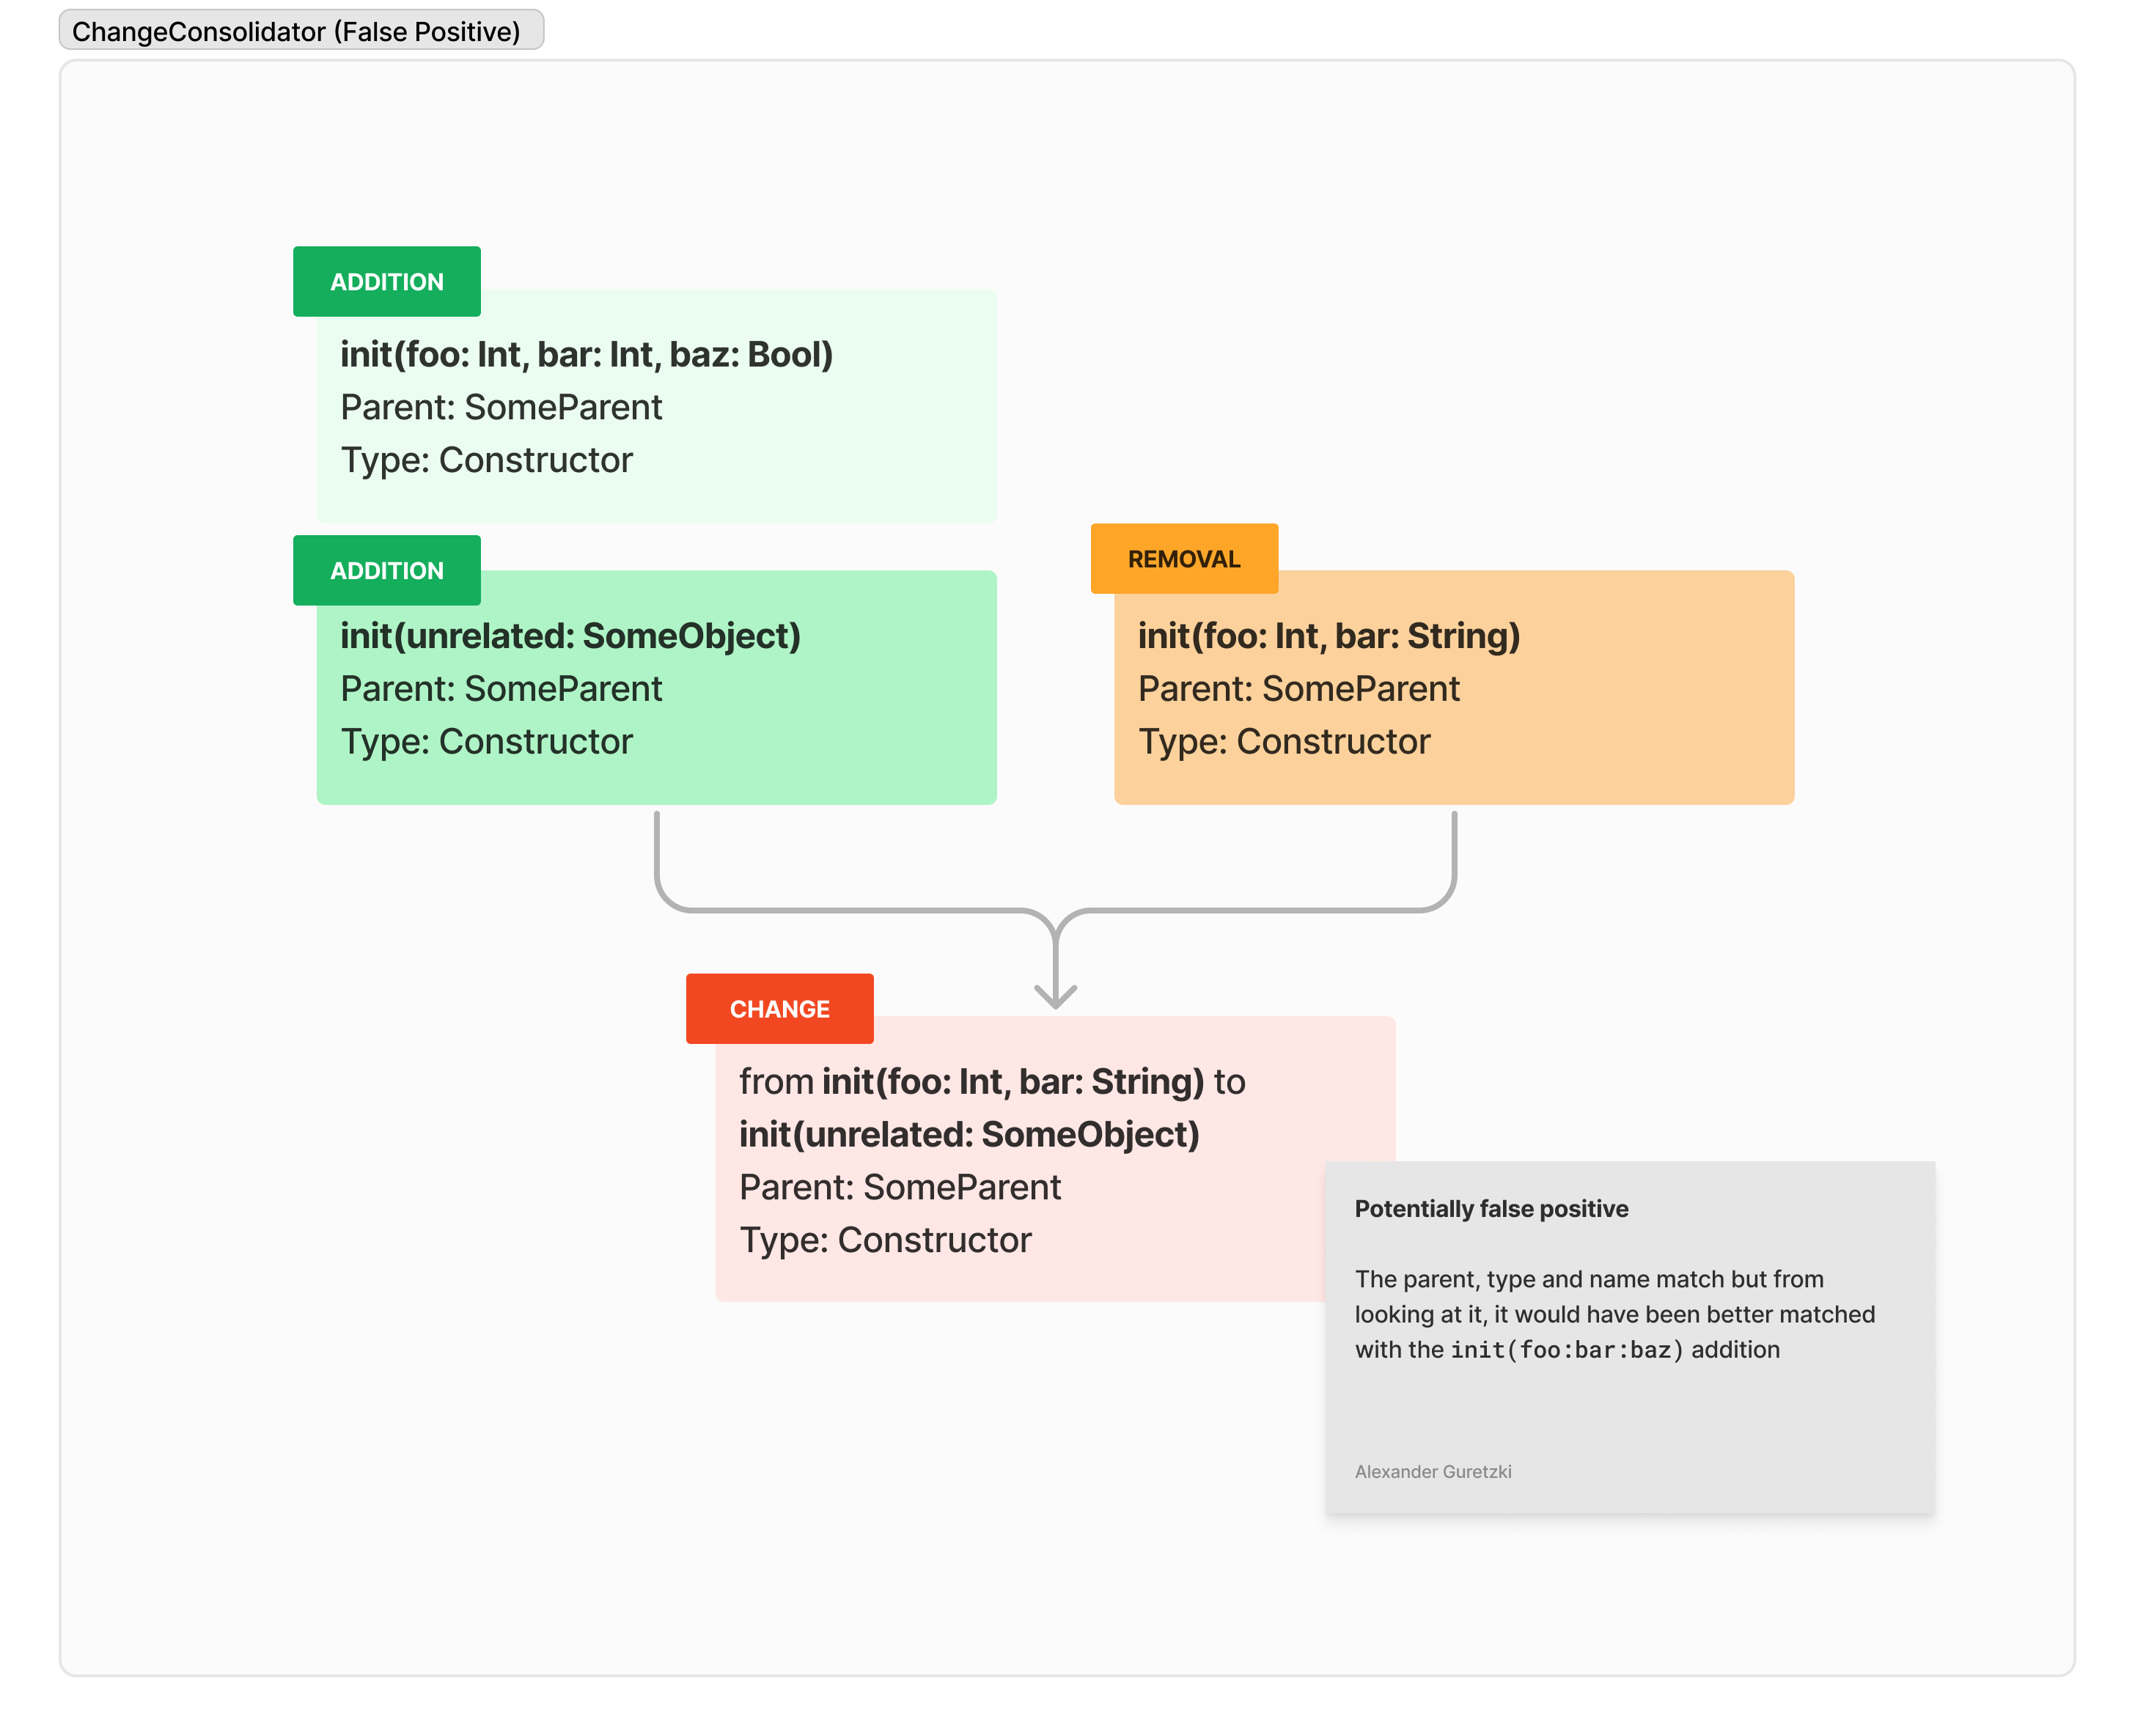 ChangeConsolidator (False Positive)
ADDITION
init(foo: Int, bar: Int, baz: Bool)
Parent: SomeParent
Type: Constructor
ADDITION
init(unrelated: SomeObject)
Parent: SomeParent
Type: Constructor
REMOVAL
init(foo: Int, bar: String)
Parent: SomeParent
Type: Constructor
CHANGE
from init(foo: Int, bar: String) to
init(unrelated: SomeObject)
Parent: SomeParent
Type: Constructor
Potentially false positive
The parent, type and name match but from
looking at it, it would have been better matched
with the init(foo:bar:baz) addition
Alexander Guretzki